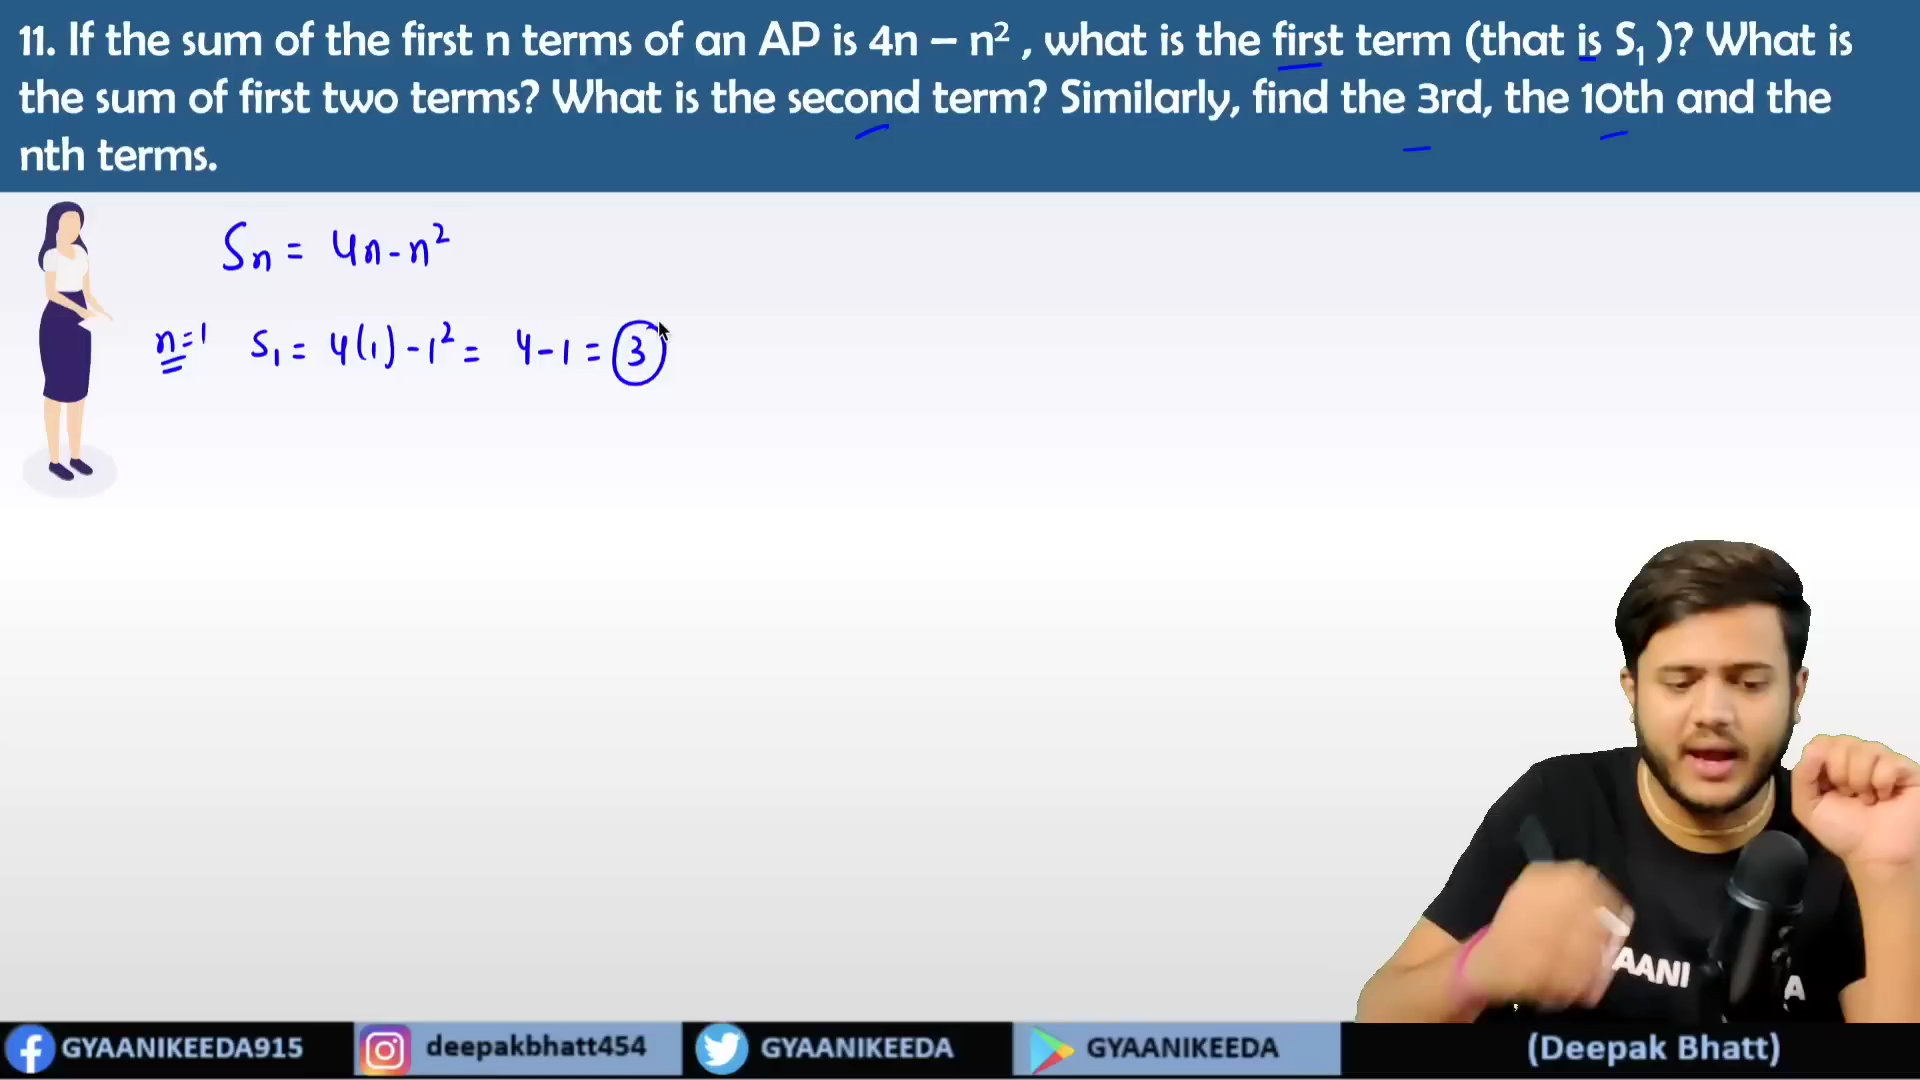 11. If the sum of the first n terms of an AP is 4n – n² , what is the first term (that is S₁ )? What is
the sum of first two terms? What is the second term? Similarly, find the 3rd, the 10th and the
nth terms.
Sn = 4n - n²
n=1 S₁ = 4(1) - 1² = 4-1 = 3
AANI
A
GYAANIKEEDA915
deepakbhatt454
GYAANIKEEDA
GYAANIKEEDA
(Deepak Bhatt)